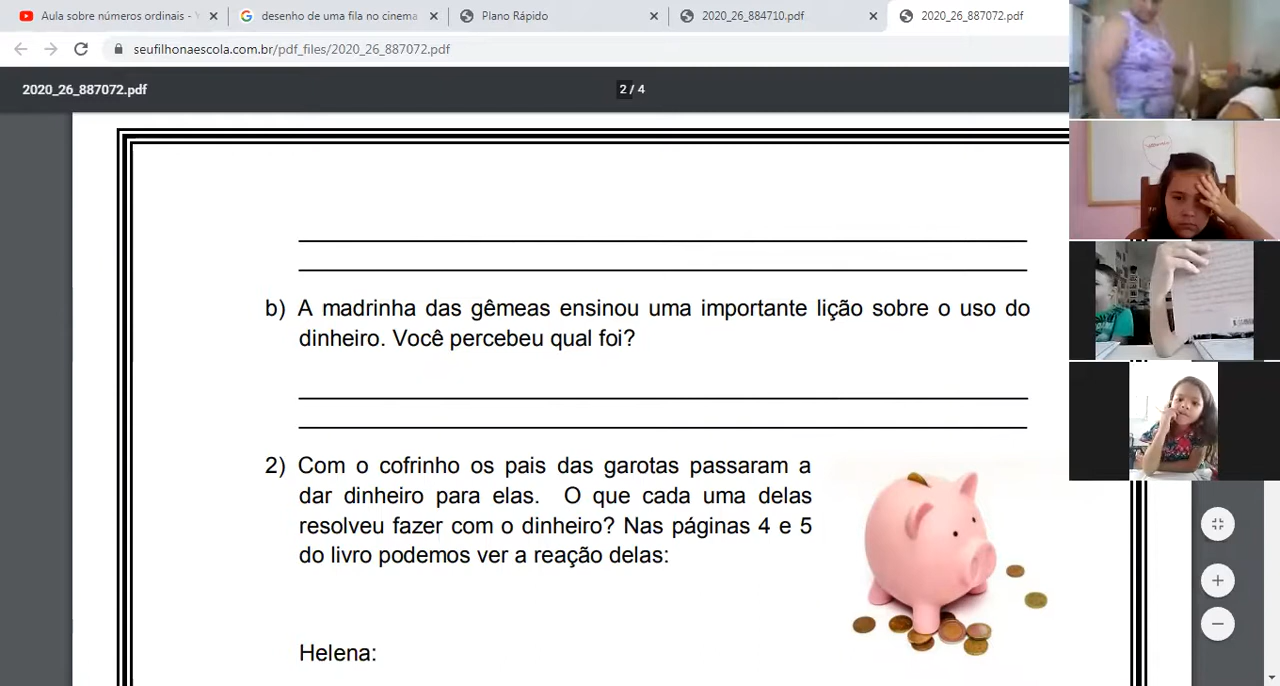 Aula sobre números ordinais -
desenho de uma fila no cinema
Plano Rápido
2020_26_884710.pdf
2020_26_887072.pdf
seufilhonaescola.com.br/pdf_files/2020_26_887072.pdf
2020_26_887072.pdf
2 / 4
b) A madrinha das gêmeas ensinou uma importante lição sobre o uso do
dinheiro. Você percebeu qual foi?
2) Com o cofrinho os pais das garotas passaram a
dar dinheiro para elas. O que cada uma delas
resolveu fazer com o dinheiro? Nas páginas 4 e 5
do livro podemos ver a reação delas:
Helena: